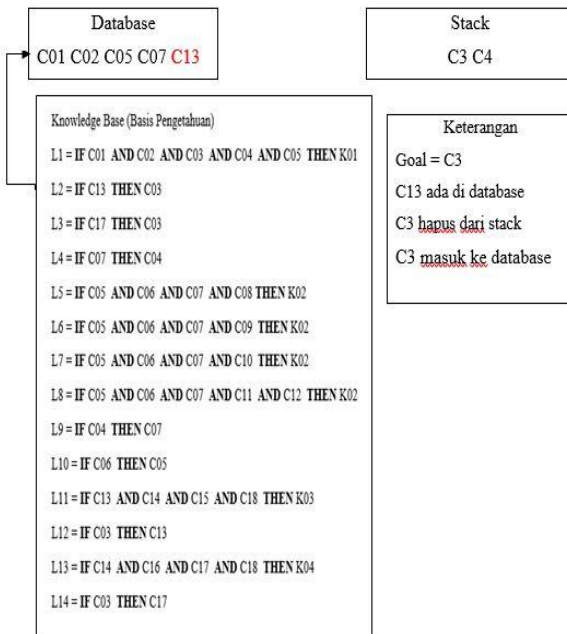 Database
C01 C02 C05 C07 C13
Stack
C3 C4
Knowledge Base (Basis Pengetahuan)
L1 = IF C01 AND C02 AND C03 AND C04 AND C05 THEN K01
L2 = IF C13 THEN C03
L3 = IF C17 THEN C03
L4 = IF C07 THEN C04
L5 = IF C05 AND C06 AND C07 AND C08 THEN K02
L6 = IF C05 AND C06 AND C07 AND C09 THEN K02
L7 = IF C05 AND C06 AND C07 AND C10 THEN K02
L8 = IF C05 AND C06 AND C07 AND C11 AND C12 THEN K02
L9 = IF C04 THEN C07
L10 = IF C06 THEN C05
L11 = IF C13 AND C14 AND C15 AND C18 THEN K03
L12 = IF C03 THEN C13
L13 = IF C14 AND C16 AND C17 AND C18 THEN K04
L14 = IF C03 THEN C17
Keterangan
Goal = C3
C13 ada di database
C3 hapus dari stack
C3 masuk ke database